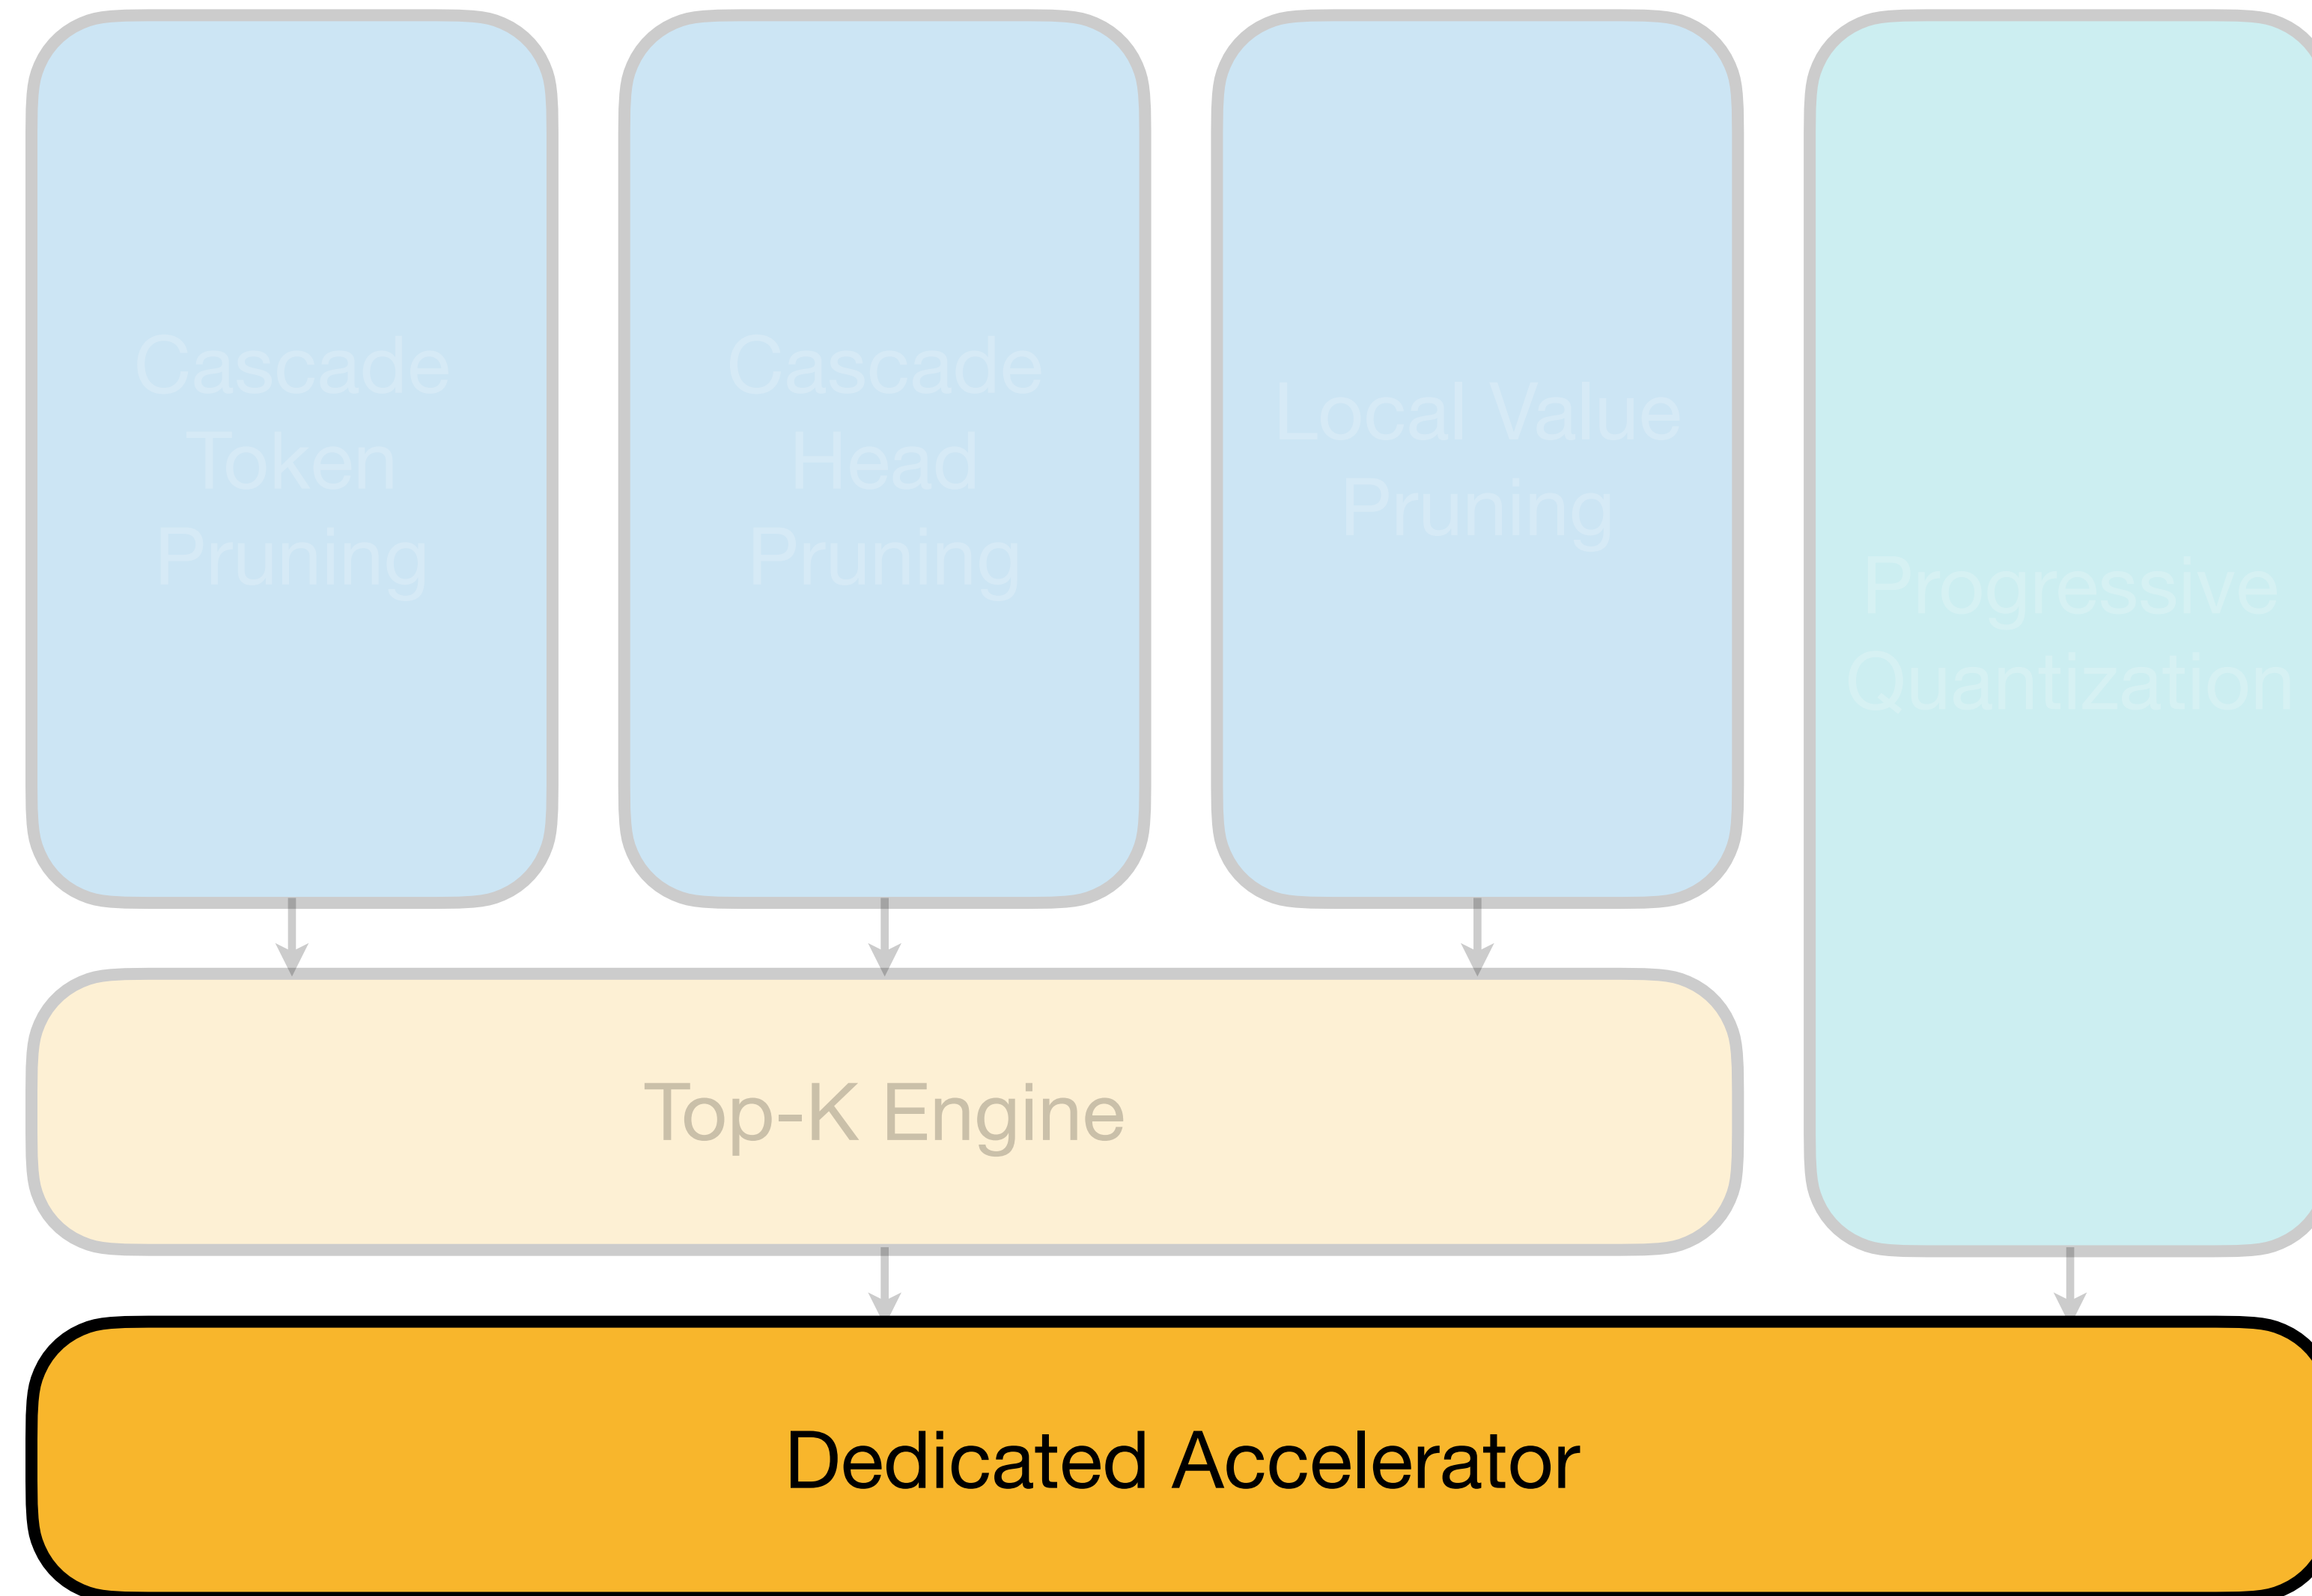 Cascade
Token
Pruning
Cascade
Head
Pruning
Local Value
Pruning
Progressive
Quantization
Top-K Engine
Dedicated Accelerator